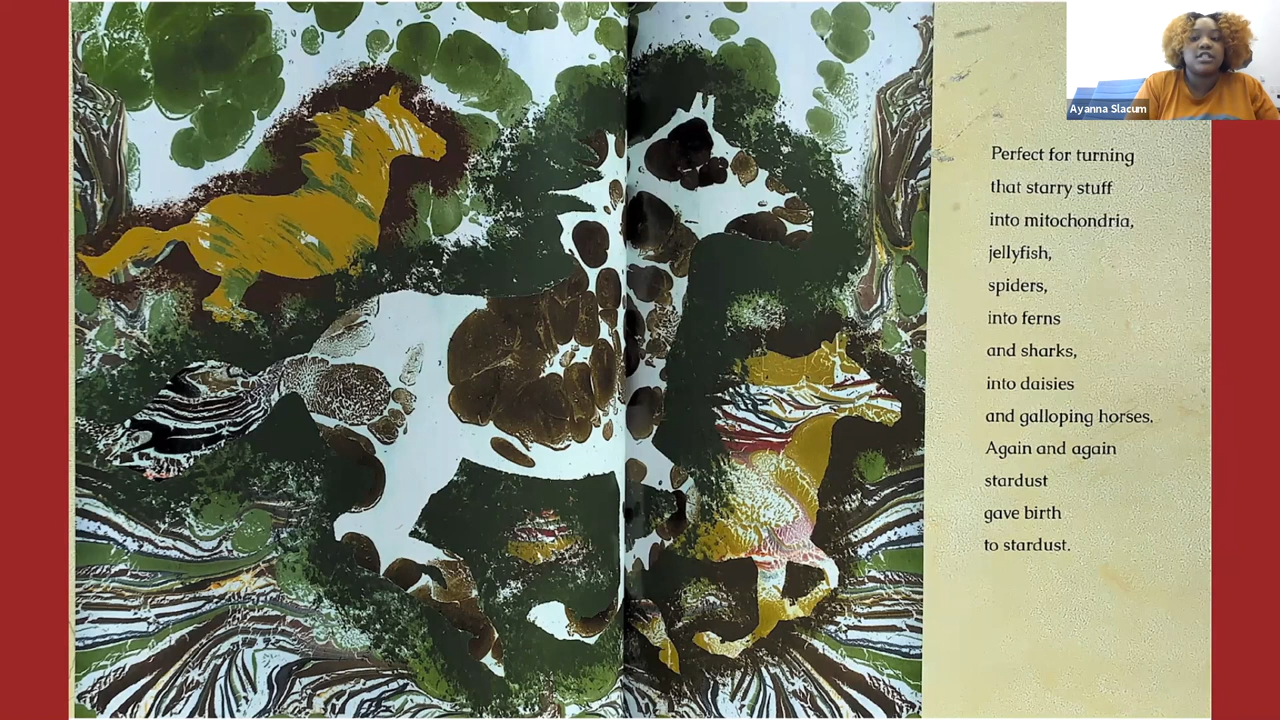 Ayanna Slacum
Perfect for turning
that starry stuff
into mitochondria,
jellyfish,
spiders,
into ferns
and sharks,
into daisies
and galloping horses.
Again and again
stardust
gave birth
to stardust.